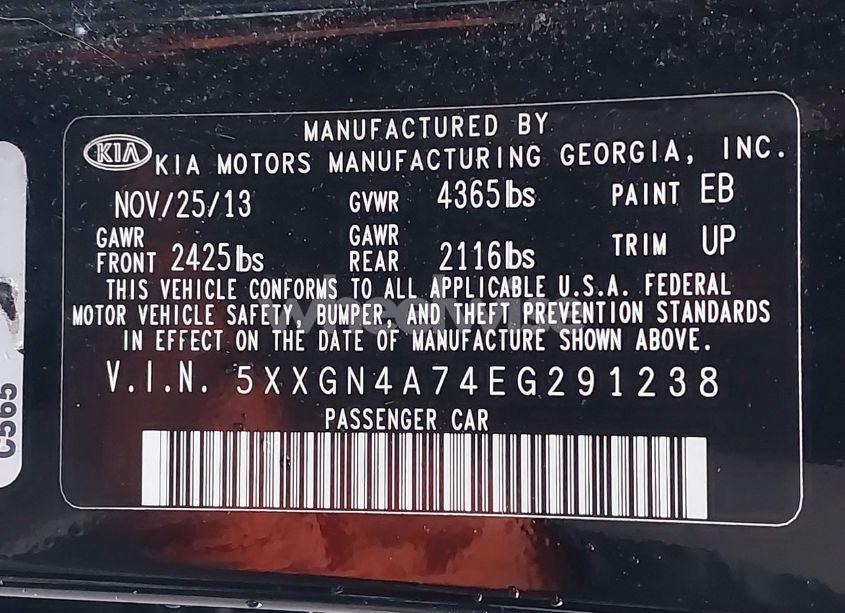 MANUFACTURED BY
KIA KIA MOTORS MANUFACTURING GEORGIA, INC.
NOV/25/13 GVWR 4365lbs PAINT EB
GAWR FRONT 2425lbs GAWR REAR 2116lbs TRIM UP
THIS VEHICLE CONFORMS TO ALL APPLICABLE U.S.A. FEDERAL
MOTOR VEHICLE SAFETY, BUMPER, AND THEFT PREVENTION STANDARDS
IN EFFECT ON THE DATE OF MANUFACTURE SHOWN ABOVE.
V.I.N. 5XXGN4A74EG291238
PASSENGER CAR
C565